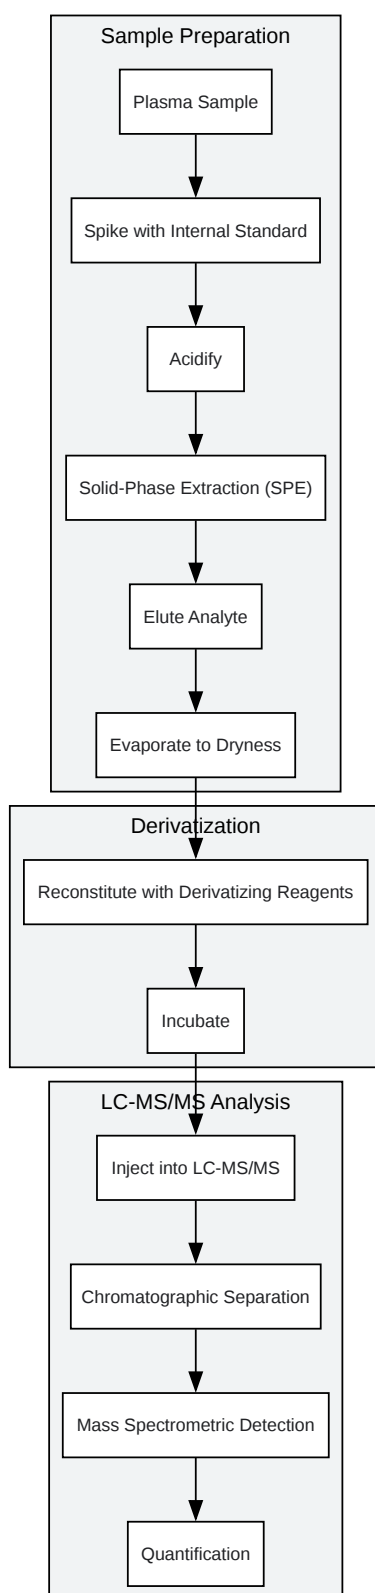 Sample Preparation
Plasma Sample
Spike with Internal Standard
Acidify
Solid-Phase Extraction (SPE)
Elute Analyte
Evaporate to Dryness
Derivatization
Reconstitute with Derivatizing Reagents
Incubate
LC-MS/MS Analysis
Inject into LC-MS/MS
Chromatographic Separation
Mass Spectrometric Detection
Quantification